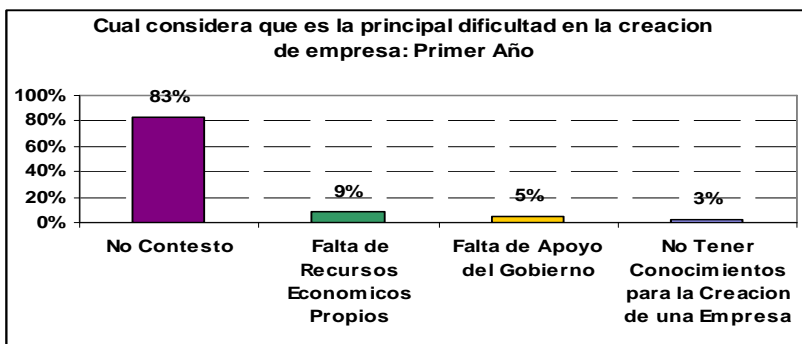 Cual considera que es la principal dificultad en la creacion
de empresa: Primer Año
100%
80%
60%
40%
20%
0%
83%
9%
5%
3%
No Contesto
Falta de
Recursos
Economicos
Propios
Falta de Apoyo
del Gobierno
No Tener
Conocimientos
para la Creacion
de una Empresa